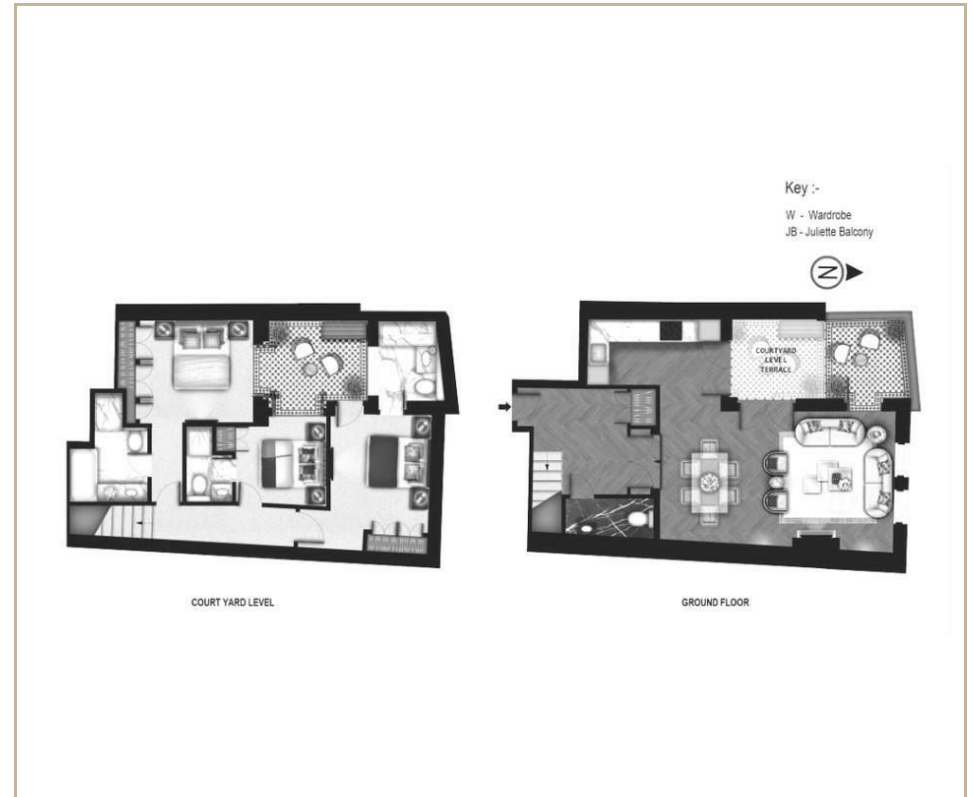 Key :-
W - Wardrobe
JB - Juliette Balcony
N
COURTYARD
LEVEL
TERRACE
COURT YARD LEVEL
GROUND FLOOR